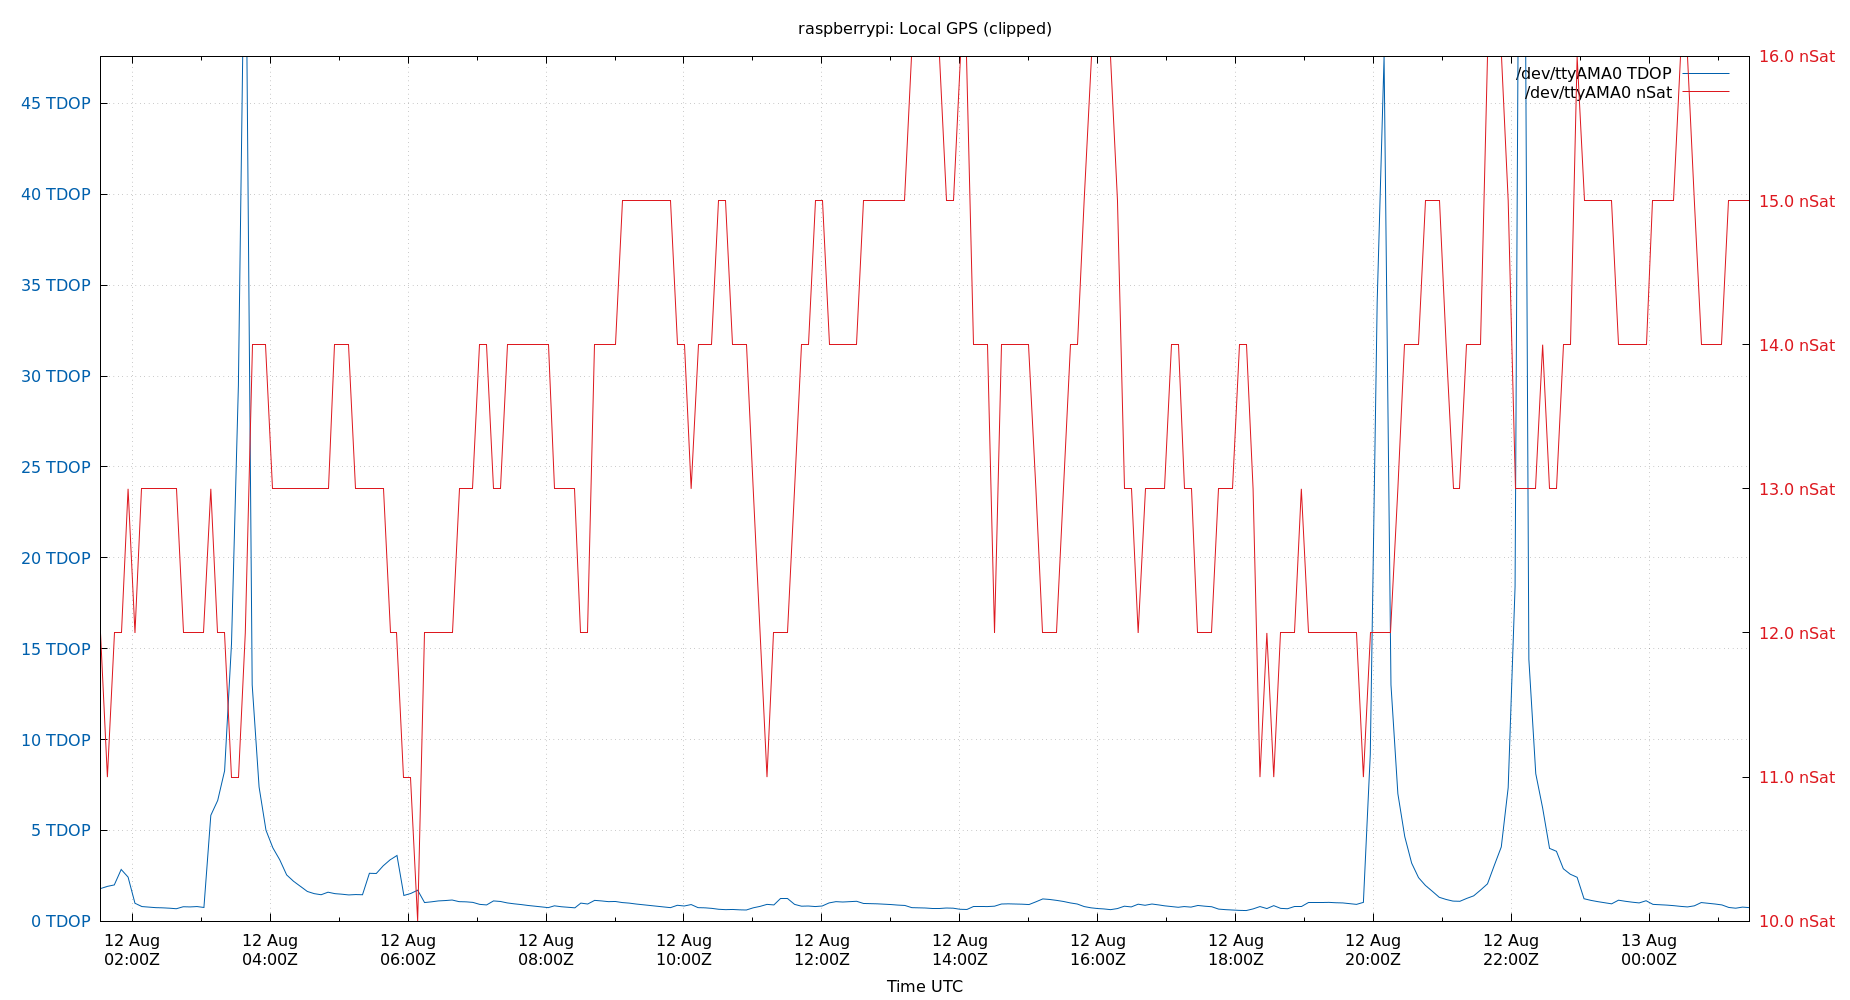 raspberrypi: Local GPS (clipped)
/dev/ttyAMA0 TDOP
/dev/ttyAMA0 nSat
45 TDOP
40 TDOP
35 TDOP
30 TDOP
25 TDOP
20 TDOP
15 TDOP
10 TDOP
5 TDOP
0 TDOP
16.0 nSat
15.0 nSat
14.0 nSat
13.0 nSat
12.0 nSat
11.0 nSat
10.0 nSat
12 Aug 12 Aug 12 Aug 12 Aug 12 Aug 12 Aug 12 Aug 12 Aug 12 Aug 12 Aug 12 Aug 13 Aug
02:00Z 04:00Z 06:00Z 08:00Z 10:00Z 12:00Z 14:00Z 16:00Z 18:00Z 20:00Z 22:00Z 00:00Z
Time UTC